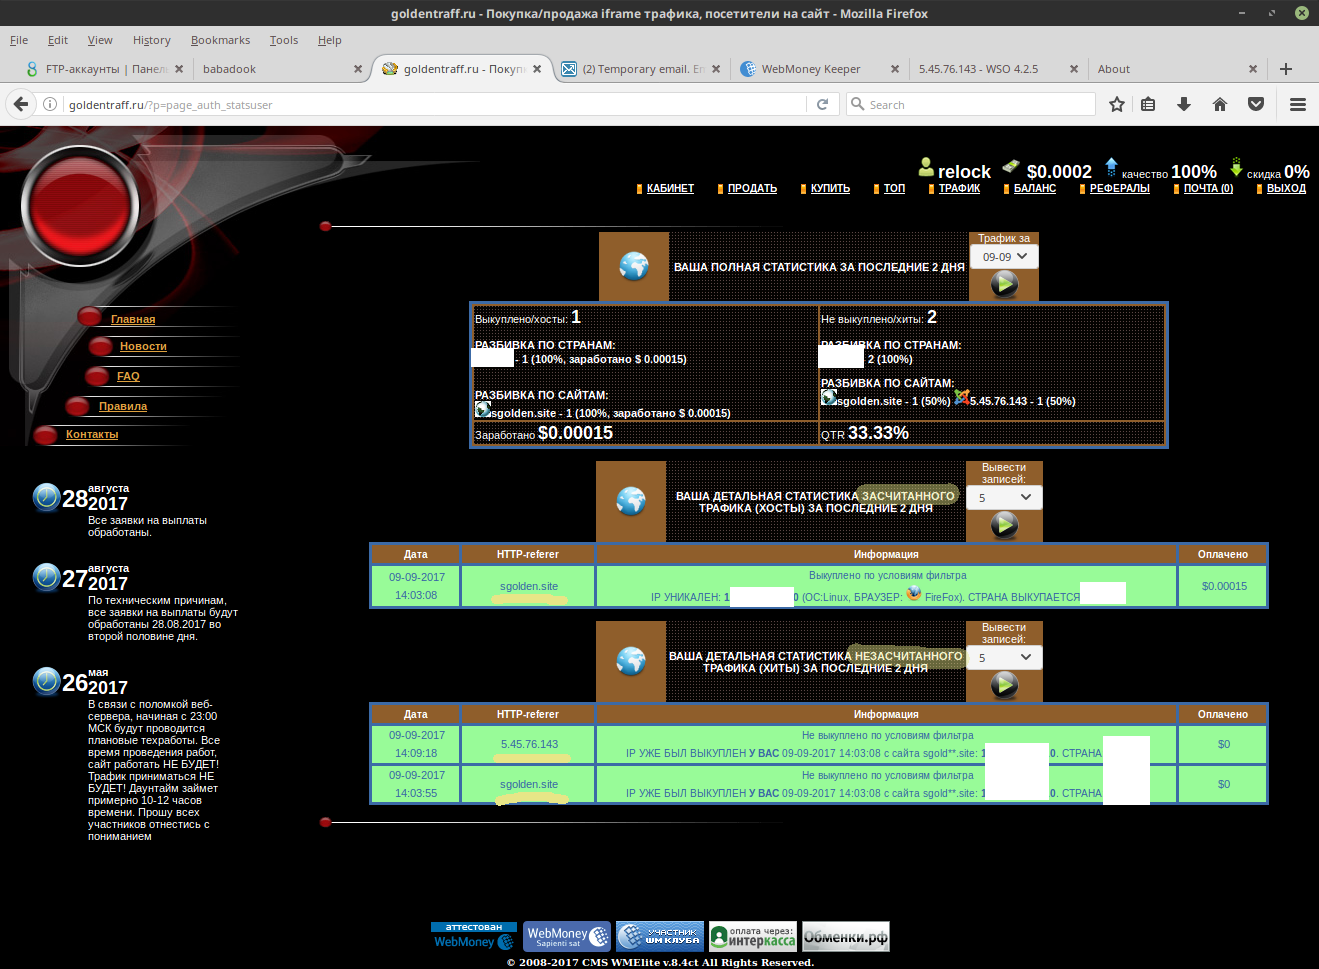 goldentraff.ru - Покупка/продажа iframe трафика, посетители на сайт - Mozilla Firefox
File Edit View History Bookmarks Tools Help
FTP-аккаунты | Панел
babadook
goldentraff.ru - Покуп
(2) Temporary email. Em
WebMoney Keeper
5.45.76.143 - WSO 4.2.5
About
goldentraff.ru/?p=page_auth_statsuser
Search
relock $0.0002 качество 100% скидка 0%
КАБИНЕТ ПРОДАТЬ КУПИТЬ ТОП ТРАФИК БАЛАНС РЕФЕРАЛЫ ПОЧТА (0) ВЫХОД
Главная
Новости
FAQ
Правила
Контакты
28 августа 2017
Все заявки на выплаты
обработаны.
27 августа 2017
По техническим причинам,
все заявки на выплаты будут
обработаны 28.08.2017 во
второй половине дня.
26 мая 2017
В связи с поломкой веб-
сервера, начиная с 23:00
МСК будут проводится
плановые техработы. Все
время проведения работ,
сайт работать НЕ БУДЕТ!
Трафик приниматься НЕ
БУДЕТ! Даунтайм займет
примерно 10-12 часов
времени. Прошу всех
участников отнестись с
пониманием
ВАША ПОЛНАЯ СТАТИСТИКА ЗА ПОСЛЕДНИЕ 2 ДНЯ
Трафик за
09-09
Выкуплено/хосты: 1
РАЗБИВКА ПО СТРАНАМ:
- 1 (100%, заработано $ 0.00015)
РАЗБИВКА ПО САЙТАМ:
sgolden.site - 1 (100%, заработано $ 0.00015)
Заработано $0.00015
Не выкуплено/хиты: 2
РАЗБИВКА ПО СТРАНАМ:
2 (100%)
РАЗБИВКА ПО САЙТАМ:
sgolden.site - 1 (50%) 5.45.76.143 - 1 (50%)
QTR 33.33%
ВАША ДЕТАЛЬНАЯ СТАТИСТИКА ЗАСЧИТАННОГО
ТРАФИКА (ХОСТЫ) ЗА ПОСЛЕДНИЕ 2 ДНЯ
Вывести
записей:
5
Дата HTTP-referer Информация Оплачено
09-09-2017
14:03:08
sgolden.site
Выкуплено по условиям фильтра
IP УНИКАЛЕН: 1 0 (ОС:Linux, БРАУЗЕР: FireFox). СТРАНА ВЫКУПАЕТСЯ
$0.00015
ВАША ДЕТАЛЬНАЯ СТАТИСТИКА НЕЗАСЧИТАННОГО
ТРАФИКА (ХИТЫ) ЗА ПОСЛЕДНИЕ 2 ДНЯ
Вывести
записей:
5
Дата HTTP-referer Информация Оплачено
09-09-2017
14:09:18
5.45.76.143
Не выкуплено по условиям фильтра
IP УЖЕ БЫЛ ВЫКУПЛЕН У ВАС 09-09-2017 14:03:08 с сайта sgold**.site: 1 0. СТРАНА
$0
09-09-2017
14:03:55
sgolden.site
Не выкуплено по условиям фильтра
IP УЖЕ БЫЛ ВЫКУПЛЕН У ВАС 09-09-2017 14:03:08 с сайта sgold**.site: 1 0. СТРАНА
$0
аттестован
WebMoney
WebMoney
Sapienti sat
УЧАСТНИК
WM КЛУБА
оплата через:
интеркасса
Обменки.рф
© 2008-2017 CMS WMElite v.8.4ct All Rights Reserved.